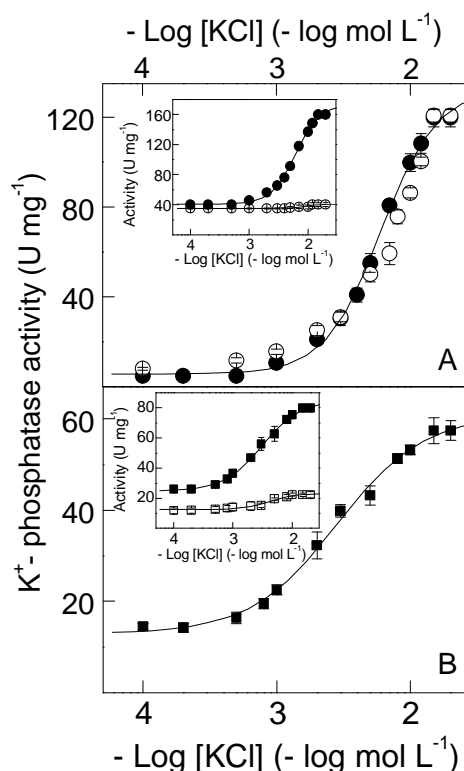 - Log [KCl] (- log mol L⁻¹)
4 3 2
K⁺- phosphatase activity (U mg⁻¹)
120
80
40
Activity (U mg⁻¹)
160
120
80
40
0
4 3 2
- Log [KCl] (- log mol L⁻¹)
A
60
40
20
Activity (U mg⁻¹)
80
60
40
20
0
4 3 2
- Log [KCl] (- log mol L⁻¹)
B
4 3 2
- Log [KCl] (- log mol L⁻¹)